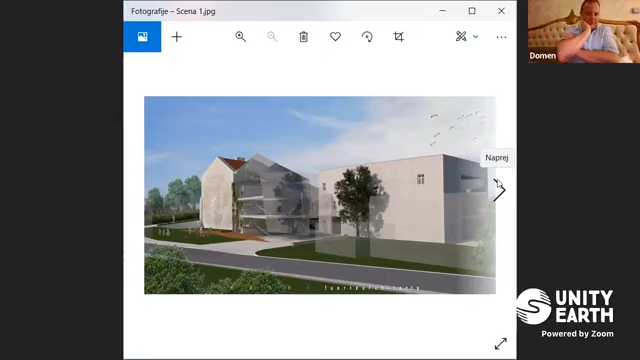 Fotografije – Scena 1.jpg
Domen
Naprej
UNITY
EARTH
Powered by Zoom